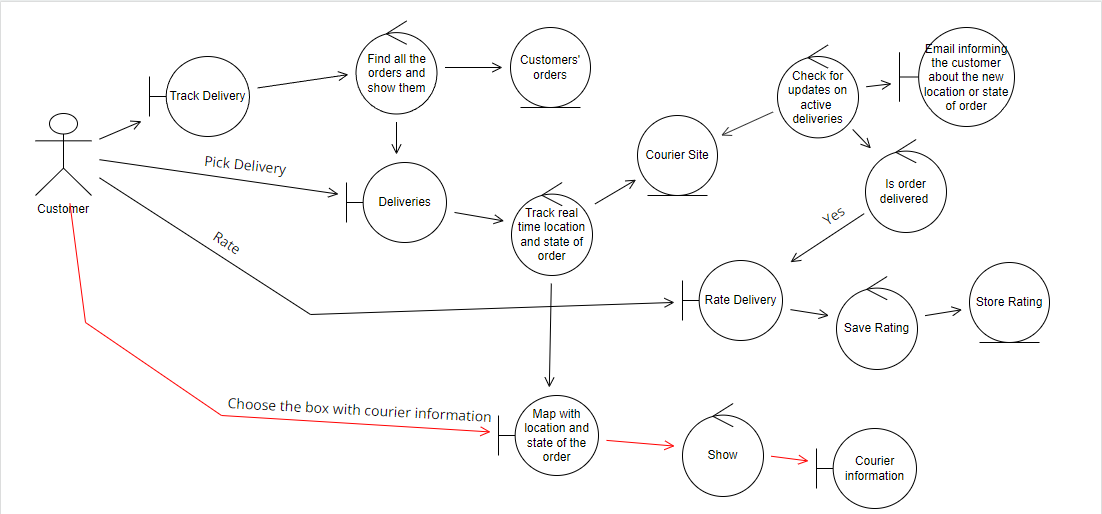 Track Delivery
Find all the
orders and
show them
Customers'
orders
Check for
updates on
active
deliveries
Email informing
the customer
about the new
location or state
of order
Customer
Pick Delivery
Deliveries
Track real
time location
and state of
order
Courier Site
Is order
delivered
Yes
Rate
Rate Delivery
Save Rating
Store Rating
Choose the box with courier information
Map with
location and
state of the
order
Show
Courier
information